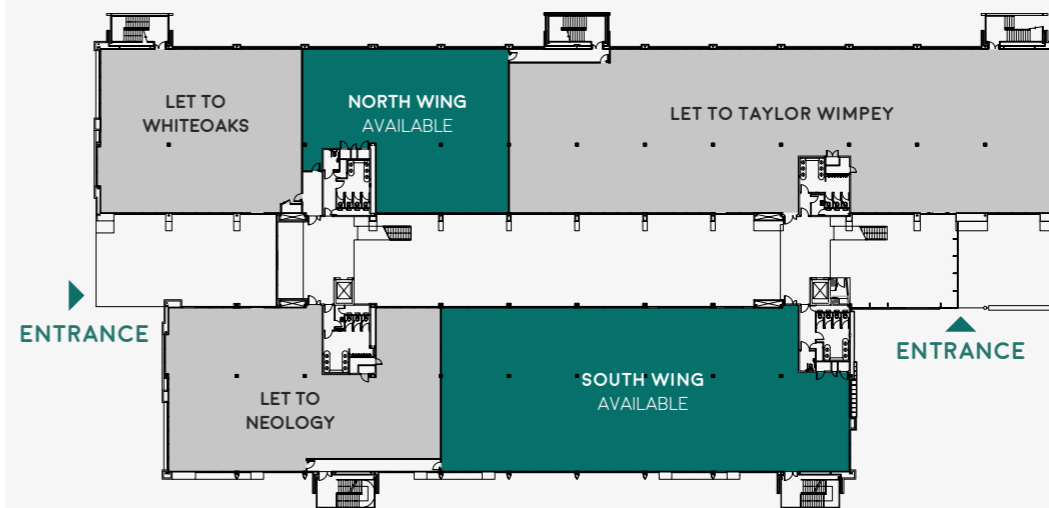 LET TO
WHITEOAKS
NORTH WING
AVAILABLE
LET TO TAYLOR WIMPEY
ENTRANCE
ENTRANCE
LET TO
NEOLOGY
SOUTH WING
AVAILABLE